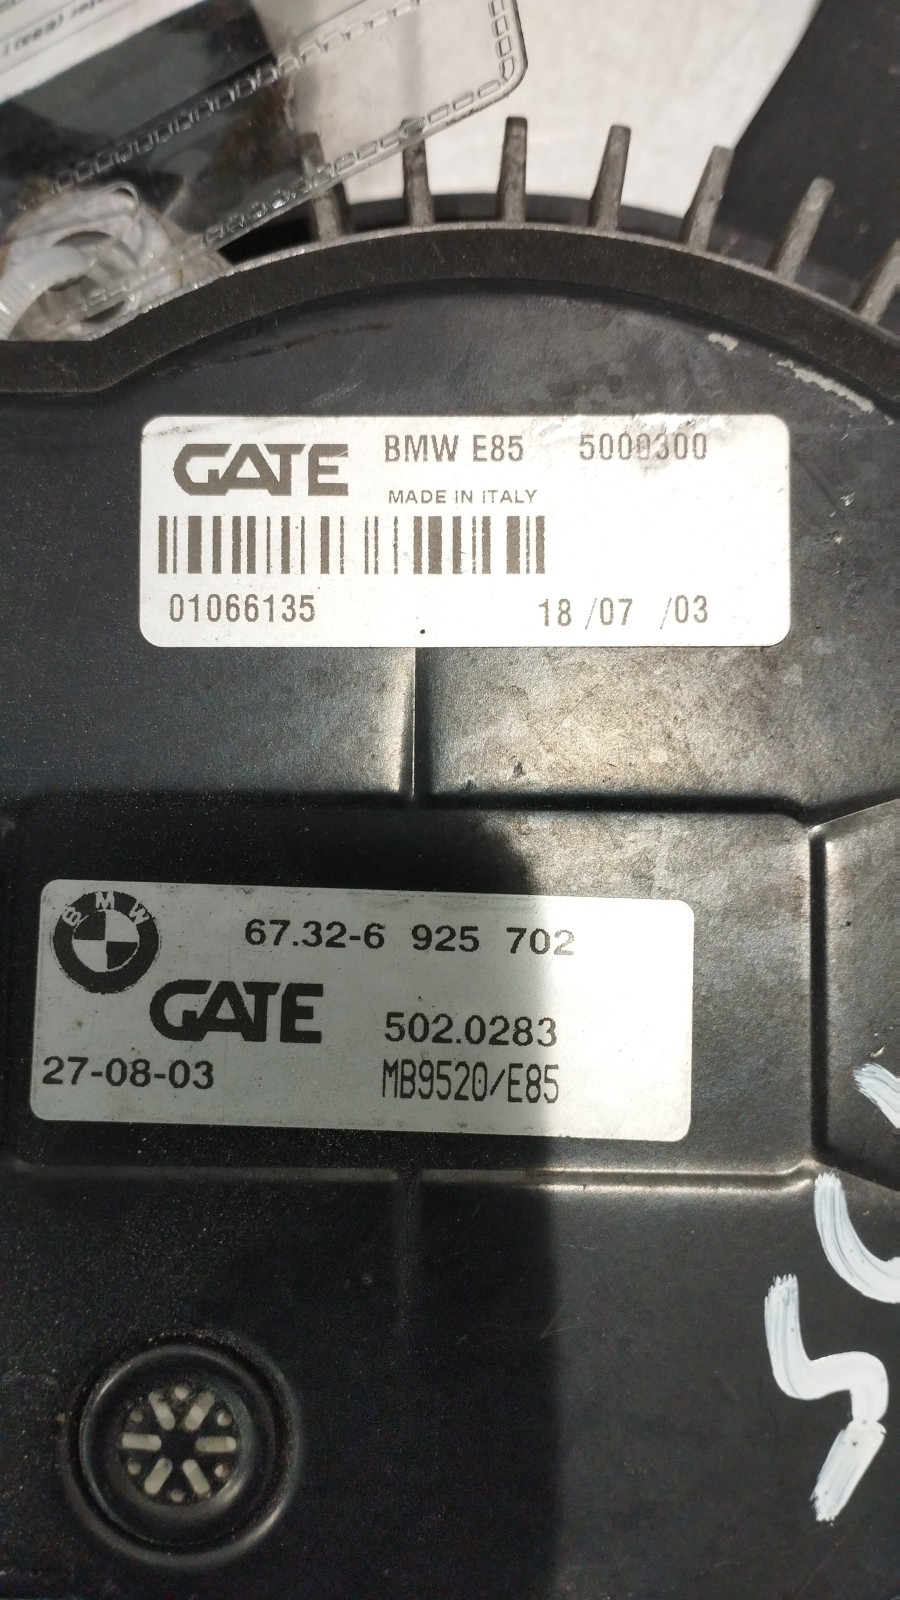 GATE BMW E85 5000300
MADE IN ITALY
01066135 18 /07 /03
BMW 67.32-6 925 702
GATE 502.0283
27-08-03 MB9520/E85